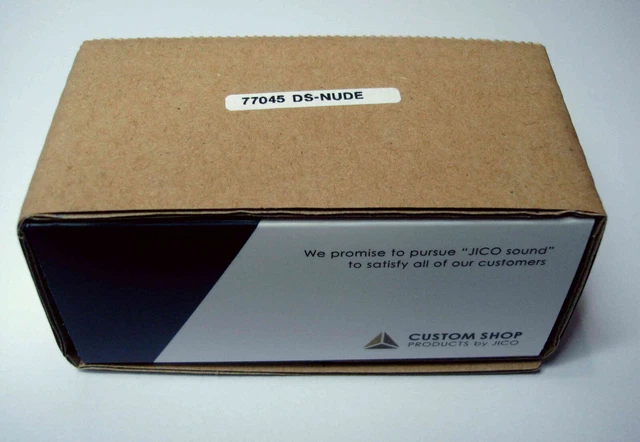 77045 DS-NUDE
We promise to pursue "JICO sound"
to satisfy all of our customers
CUSTOM SHOP
PRODUCTS by JICO